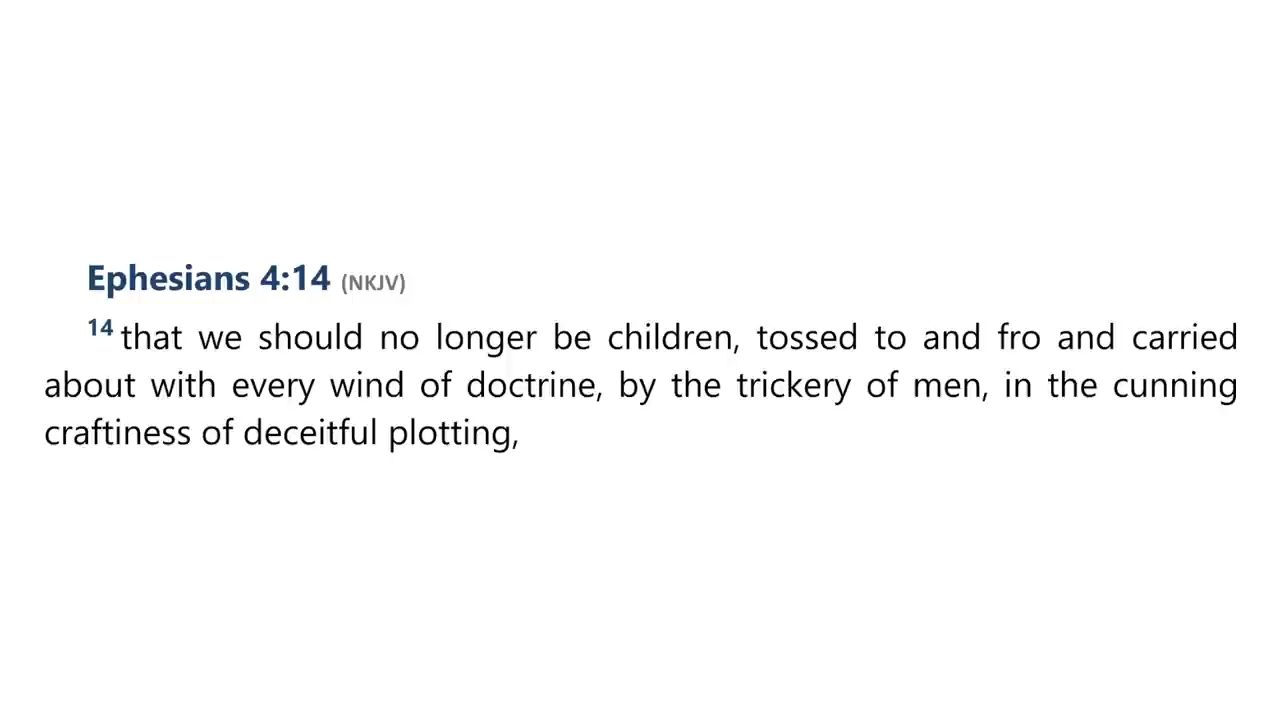 Ephesians 4:14 (NKJV)
14 that we should no longer be children, tossed to and fro and carried
about with every wind of doctrine, by the trickery of men, in the cunning
craftiness of deceitful plotting,